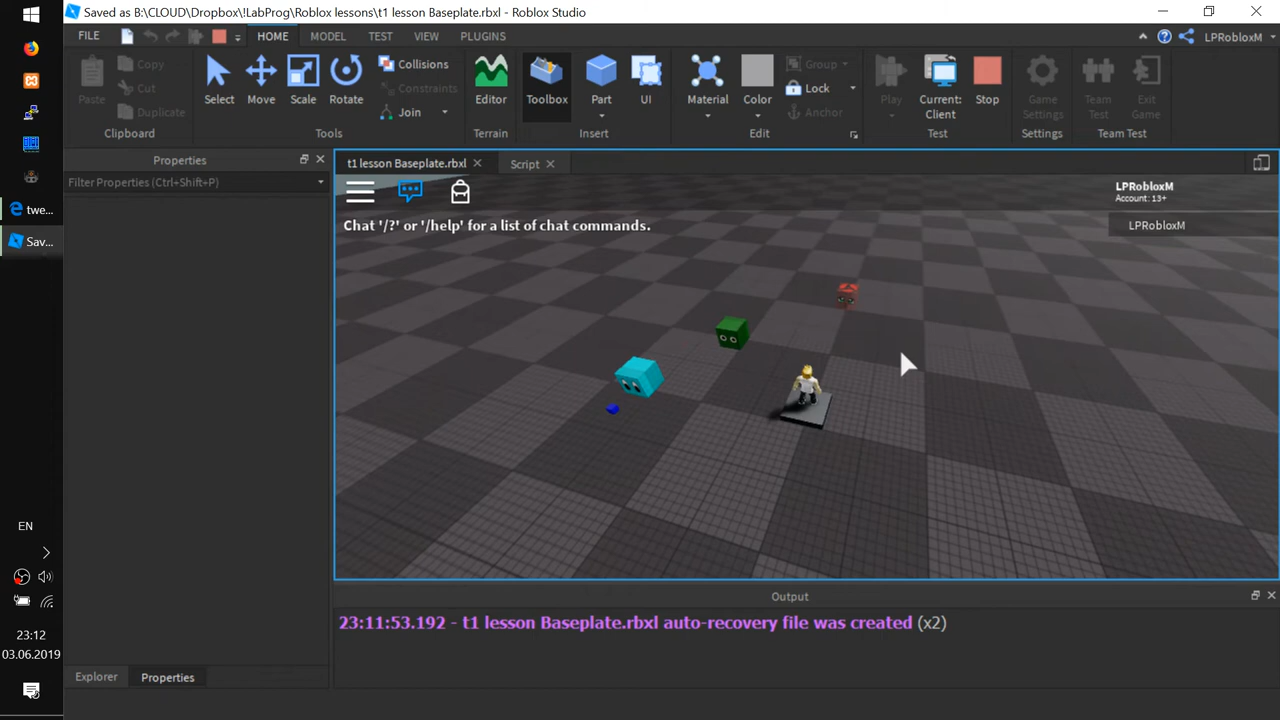 Saved as B:\CLOUD\Dropbox\!LabProg\Roblox lessons\t1 lesson Baseplate.rbxl - Roblox Studio
FILE HOME MODEL TEST VIEW PLUGINS LPRobloxM
Paste Copy Cut Duplicate
Clipboard
Select Move Scale Rotate Collisions Constraints Join
Tools
Editor
Terrain
Toolbox Part UI
Insert
Material Color Group Lock Anchor
Edit
Play Current: Client Stop
Test
Game Settings
Settings
Team Test Exit Game
Team Test
Properties
Filter Properties (Ctrl+Shift+P)
t1 lesson Baseplate.rbxl Script
LPRobloxM
Account: 13+
LPRobloxM
Chat '/?' or '/help' for a list of chat commands.
Output
23:11:53.192 - t1 lesson Baseplate.rbxl auto-recovery file was created (x2)
Explorer Properties
twe...
Sav...
EN
23:12
03.06.2019